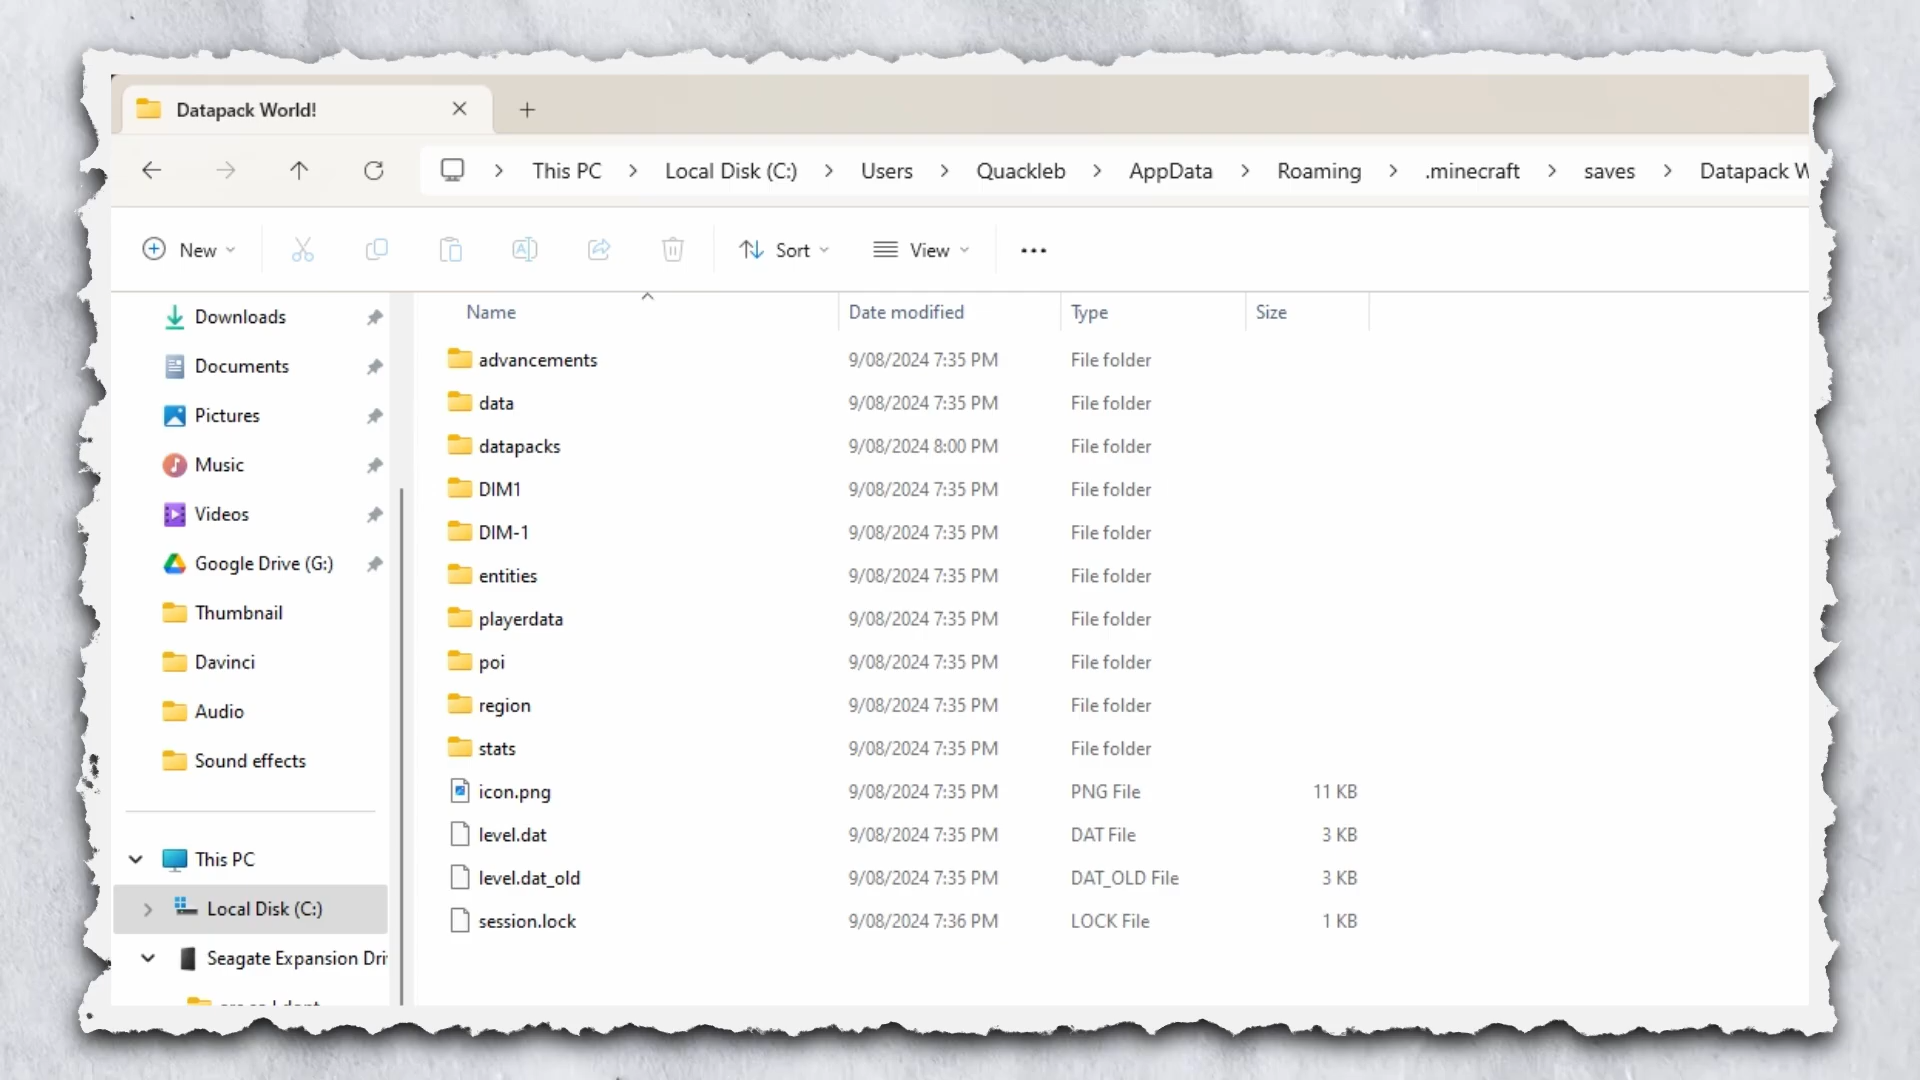 Datapack World!
This PC Local Disk (C:) Users Quackleb AppData Roaming .minecraft saves Datapack W
New Sort View
Name Date modified Type Size
Downloads
Documents
Pictures
Music
Videos
Google Drive (G:)
Thumbnail
Davinci
Audio
Sound effects
This PC
Local Disk (C:)
Seagate Expansion Dri
advancements 9/08/2024 7:35 PM File folder
data 9/08/2024 7:35 PM File folder
datapacks 9/08/2024 8:00 PM File folder
DIM1 9/08/2024 7:35 PM File folder
DIM-1 9/08/2024 7:35 PM File folder
entities 9/08/2024 7:35 PM File folder
playerdata 9/08/2024 7:35 PM File folder
poi 9/08/2024 7:35 PM File folder
region 9/08/2024 7:35 PM File folder
stats 9/08/2024 7:35 PM File folder
icon.png 9/08/2024 7:35 PM PNG File 11 KB
level.dat 9/08/2024 7:35 PM DAT File 3 KB
level.dat_old 9/08/2024 7:35 PM DAT_OLD File 3 KB
session.lock 9/08/2024 7:36 PM LOCK File 1 KB